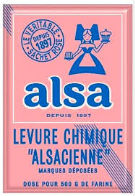 LE VÉRITABLE
DEPUIS
1897
SACHET ROSE
alsa
DEPUIS 1897
LEVURE CHIMIQUE
"ALSACIENNE"
MARQUES DÉPOSÉES
DOSE POUR 500 G DE FARINE